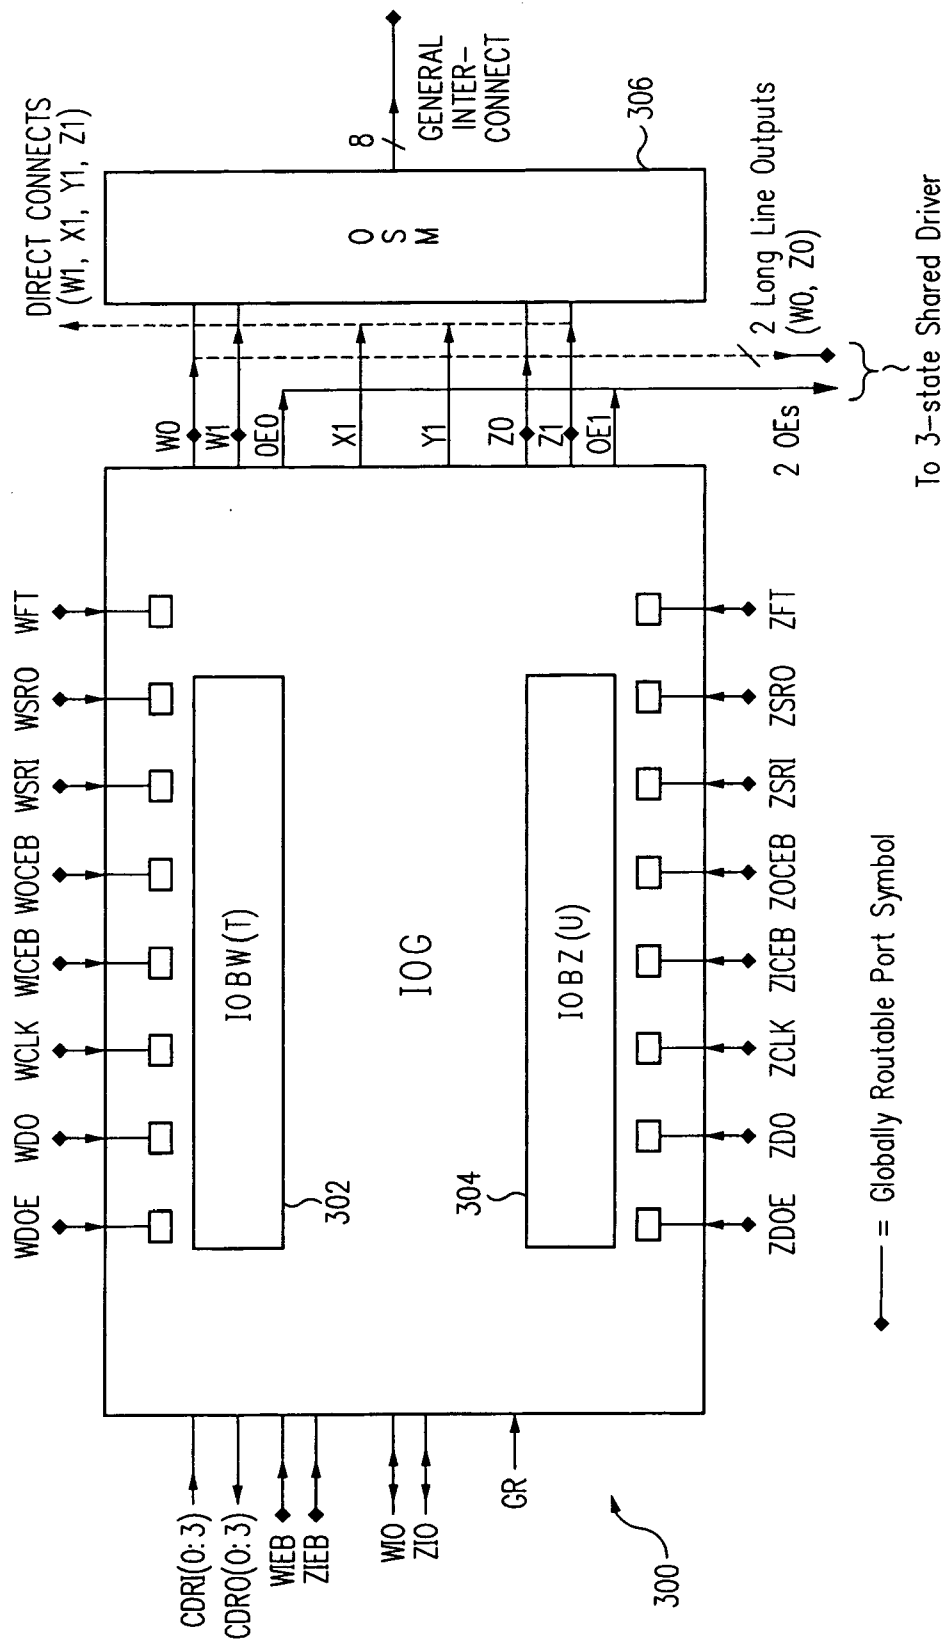 WDOE
WDO
WCLK
WICEB
WOCEB
WSRI
WSRO
WFT
DIRECT CONNECTS
(W1, X1, Y1, Z1)
CDRI(0:3)
CDRO(0:3)
WIEB
ZIEB
WIO
ZIO
GR
300
IOBW(T)
302
IOG
304
IOBZ(U)
W0
W1
OE0
X1
Y1
Z0
Z1
OE1
OSM
8
GENERAL
INTER-
CONNECT
306
ZDOE
ZDO
ZCLK
ZICEB
ZOCEB
ZSRI
ZSRO
ZFT
2 OEs
2 Long Line Outputs
(W0, Z0)
To 3-state Shared Driver
= Globally Routable Port Symbol